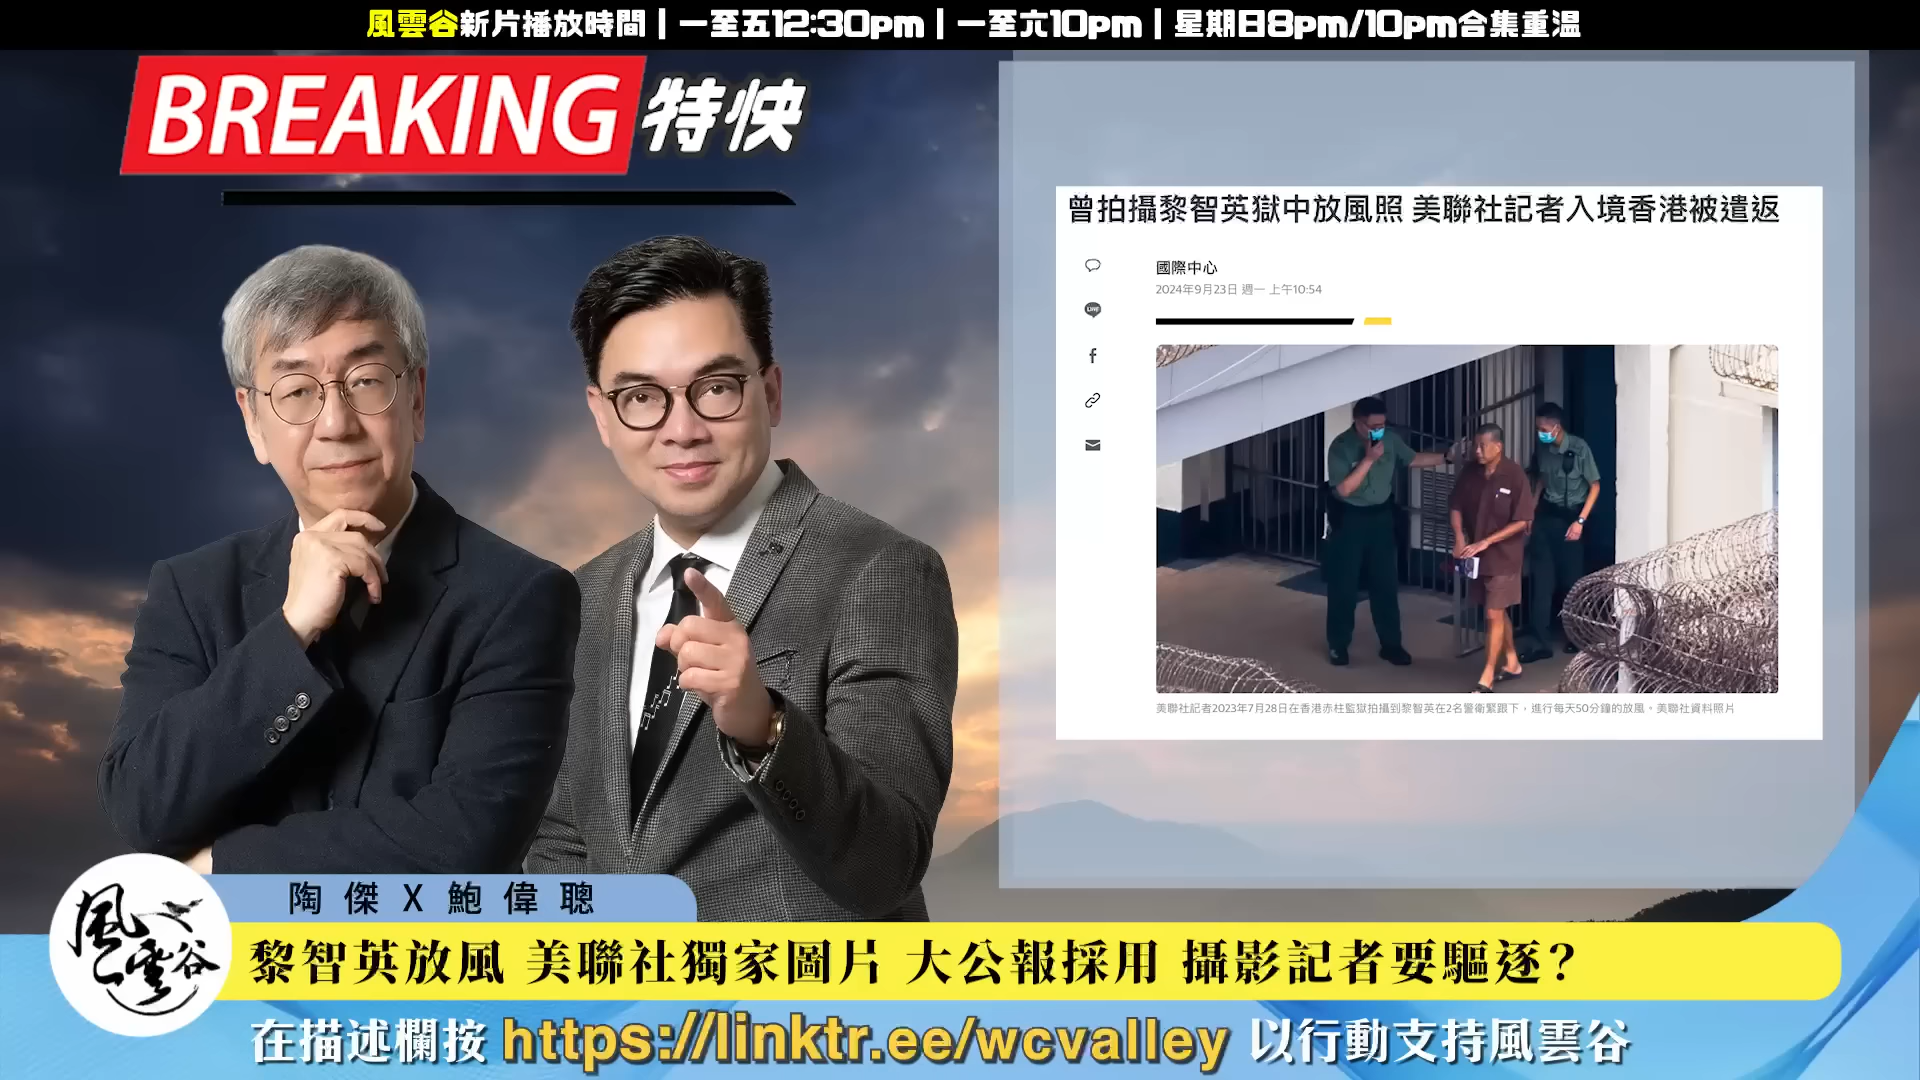 風雲谷新片播放時間 | 一至五12:30pm | 一至六10pm | 星期日8pm/10pm合集重溫
BREAKING 特快
曾拍攝黎智英獄中放風照 美聯社記者入境香港被遣返
國際中心
2024年9月23日 週一 上午10:54
LINE
f
美聯社記者2023年7月28日在香港赤柱監獄拍攝到黎智英在2名警衛緊跟下，進行每天50分鐘的放風。美聯社資料照片
陶傑 X 鮑偉聰
風雲谷
黎智英放風 美聯社獨家圖片 大公報採用 攝影記者要驅逐?
在描述欄按 https://linktr.ee/wcvalley 以行動支持風雲谷